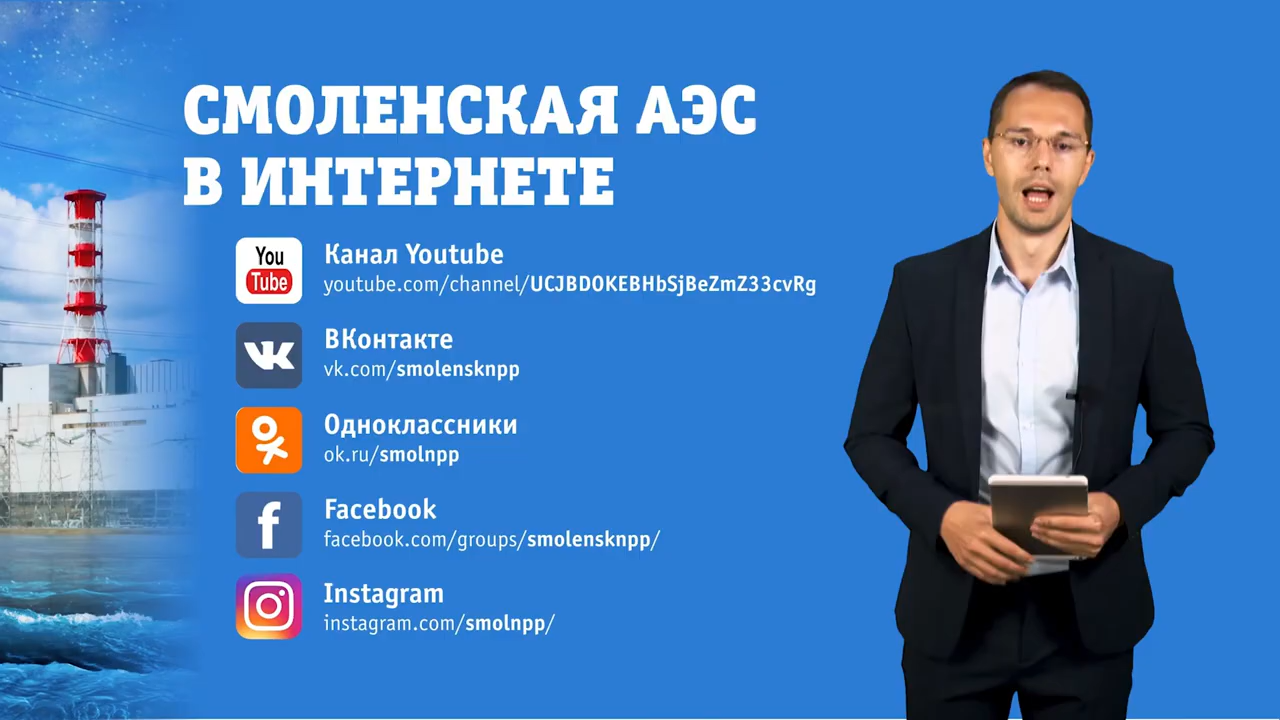 СМОЛЕНСКАЯ АЭС
В ИНТЕРНЕТЕ
You
Tube
Канал Youtube
youtube.com/channel/UCJBD0KEBHbSjBeZmZ33cvRg
ВКонтакте
vk.com/smolensknpp
Одноклассники
ok.ru/smolnpp
Facebook
facebook.com/groups/smolensknpp/
Instagram
instagram.com/smolnpp/